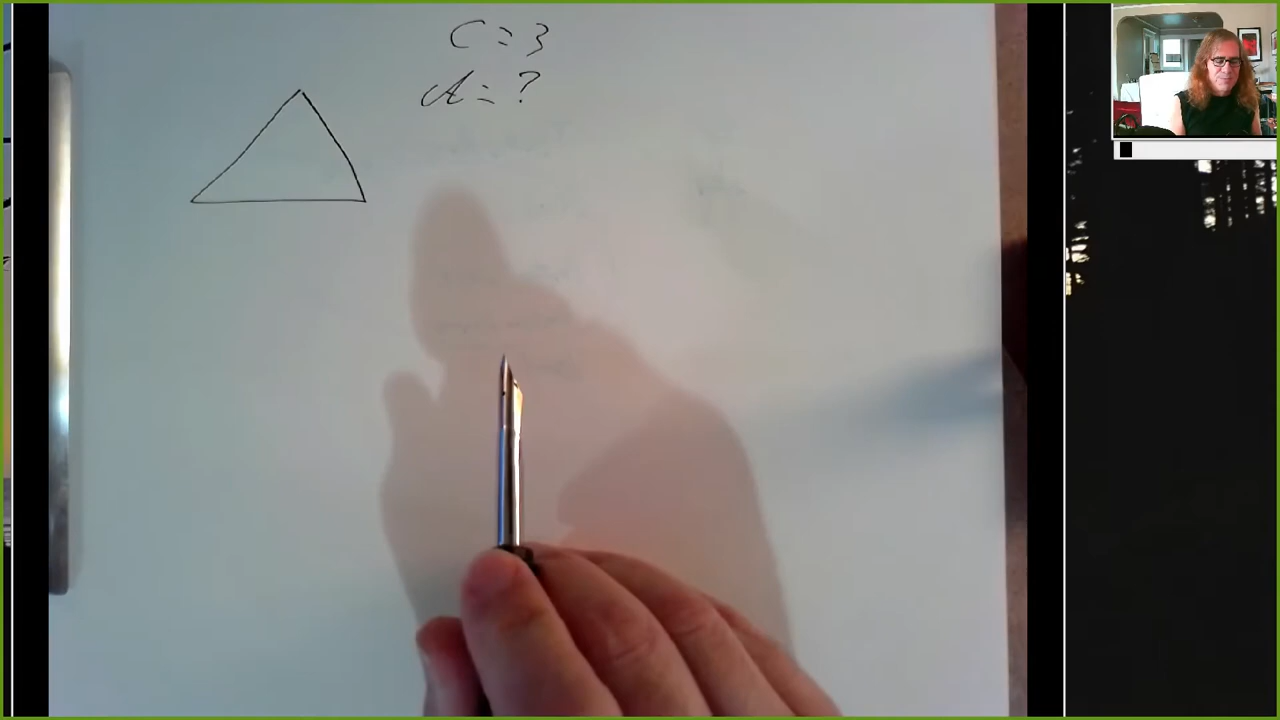 C = 3
A = ?